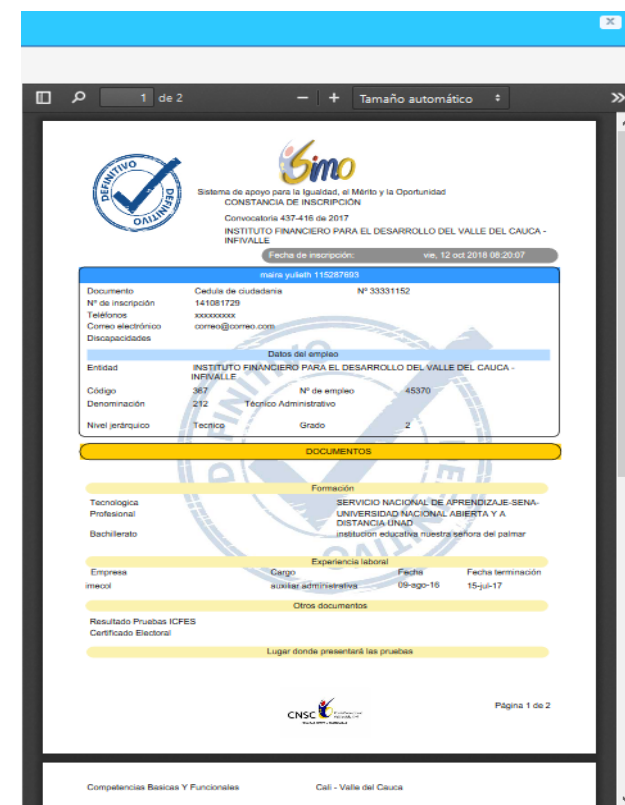 1 de 2 Tamaño automático
DEFINITIVO DEFINITIVO
Simo
Sistema de apoyo para la Igualdad, el Mérito y la Oportunidad
CONSTANCIA DE INSCRIPCIÓN
Convocatoria 437-416 de 2017
INSTITUTO FINANCIERO PARA EL DESARROLLO DEL VALLE DEL CAUCA -
INFIVALLE
Fecha de inscripción: vie, 12 oct 2018 08:20:07
maira yulieth 115287693
Documento Cedula de ciudadania Nº 33331152
Nº de inscripción 141081729
Teléfonos xxxxxxxxx
Correo electrónico correo@correo.com
Discapacidades
Datos del empleo
Entidad INSTITUTO FINANCIERO PARA EL DESARROLLO DEL VALLE DEL CAUCA -
INFIVALLE
Código 367 Nº de empleo 45370
Denominación 212 Técnico Administrativo
Nivel jerárquico Tecnico Grado 2
DOCUMENTOS
Formación
Tecnologica SERVICIO NACIONAL DE APRENDIZAJE-SENA-
Profesional UNIVERSIDAD NACIONAL ABIERTA Y A
DISTANCIA UNAD
Bachillerato institucion educativa nuestra señora del palmar
Experiencia laboral
Empresa Cargo Fecha Fecha terminación
imecol auxiliar administrativa 09-ago-16 15-jul-17
Otros documentos
Resultado Pruebas ICFES
Certificado Electoral
Lugar donde presentará las pruebas
CNSC
Página 1 de 2
Competencias Basicas Y Funcionales Cali - Valle del Cauca